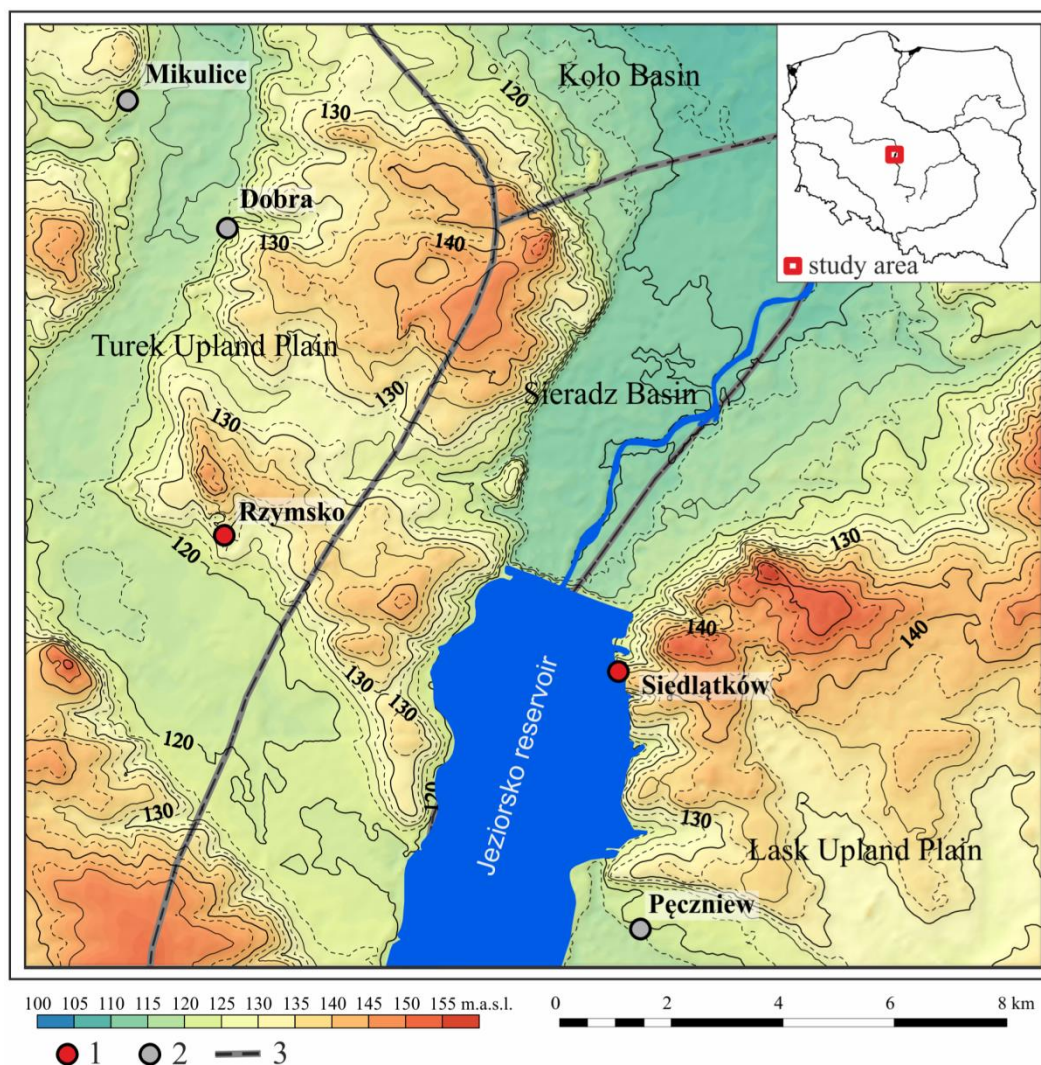 Mikulice
Koło Basin
120
130
Dobra
130
140
study area
Turek Upland Plain
130
Sieradz Basin
130
Rzymsko
120
130
140
140
Siedlątków
130
130
Jeziorsko reservoir
120
120
130
130
Łask Upland Plain
Pęczniew
100 105 110 115 120 125 130 135 140 145 150 155 m.a.s.l.
0 2 4 6 8 km
1 2 3